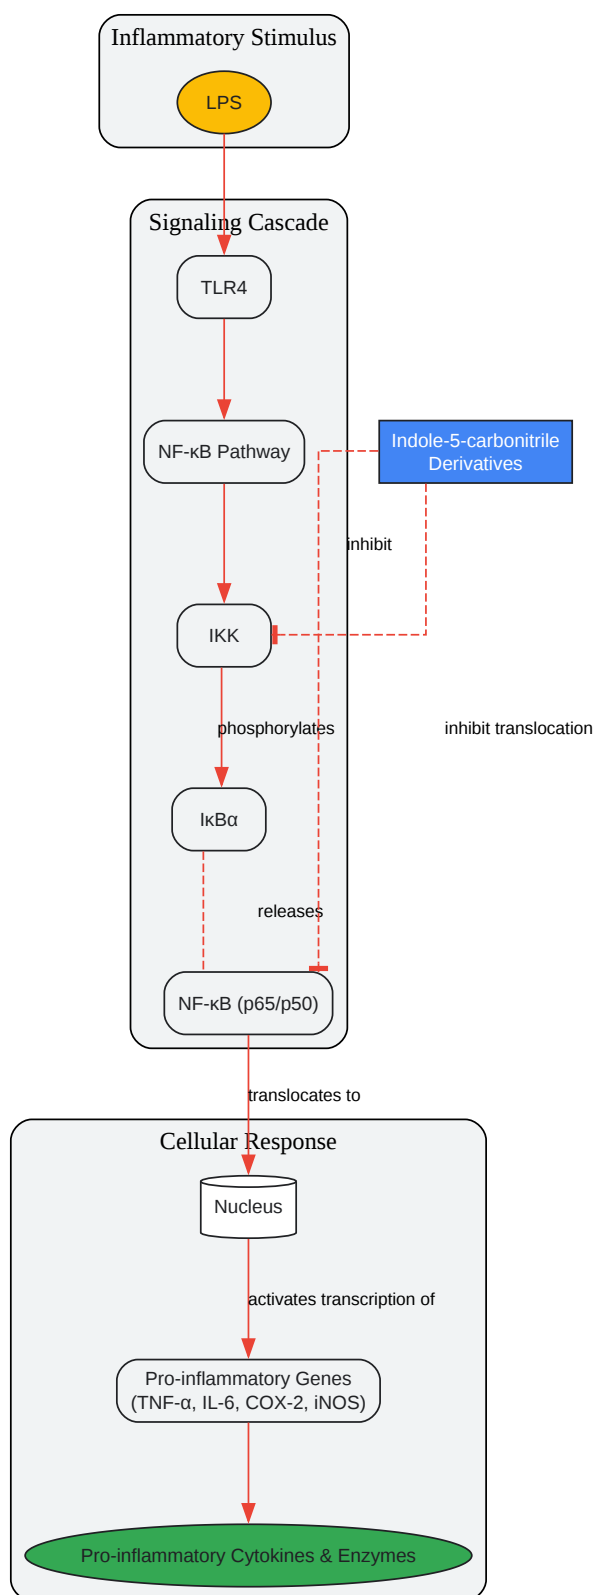 Inflammatory Stimulus
LPS
Signaling Cascade
TLR4
NF-κB Pathway
Indole-5-carbonitrile
Derivatives
inhibit
IKK
phosphorylates
inhibit translocation
IκBα
releases
NF-κB (p65/p50)
translocates to
Cellular Response
Nucleus
activates transcription of
Pro-inflammatory Genes
(TNF-α, IL-6, COX-2, iNOS)
Pro-inflammatory Cytokines & Enzymes